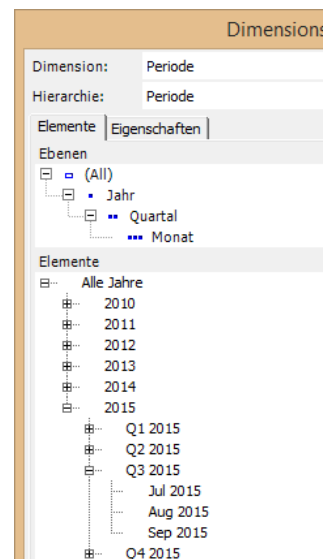 Dimensions
Dimension: Periode
Hierarchie: Periode
Elemente Eigenschaften
Ebenen
(All)
Jahr
Quartal
Monat
Elemente
Alle Jahre
2010
2011
2012
2013
2014
2015
Q1 2015
Q2 2015
Q3 2015
Jul 2015
Aug 2015
Sep 2015
Q4 2015